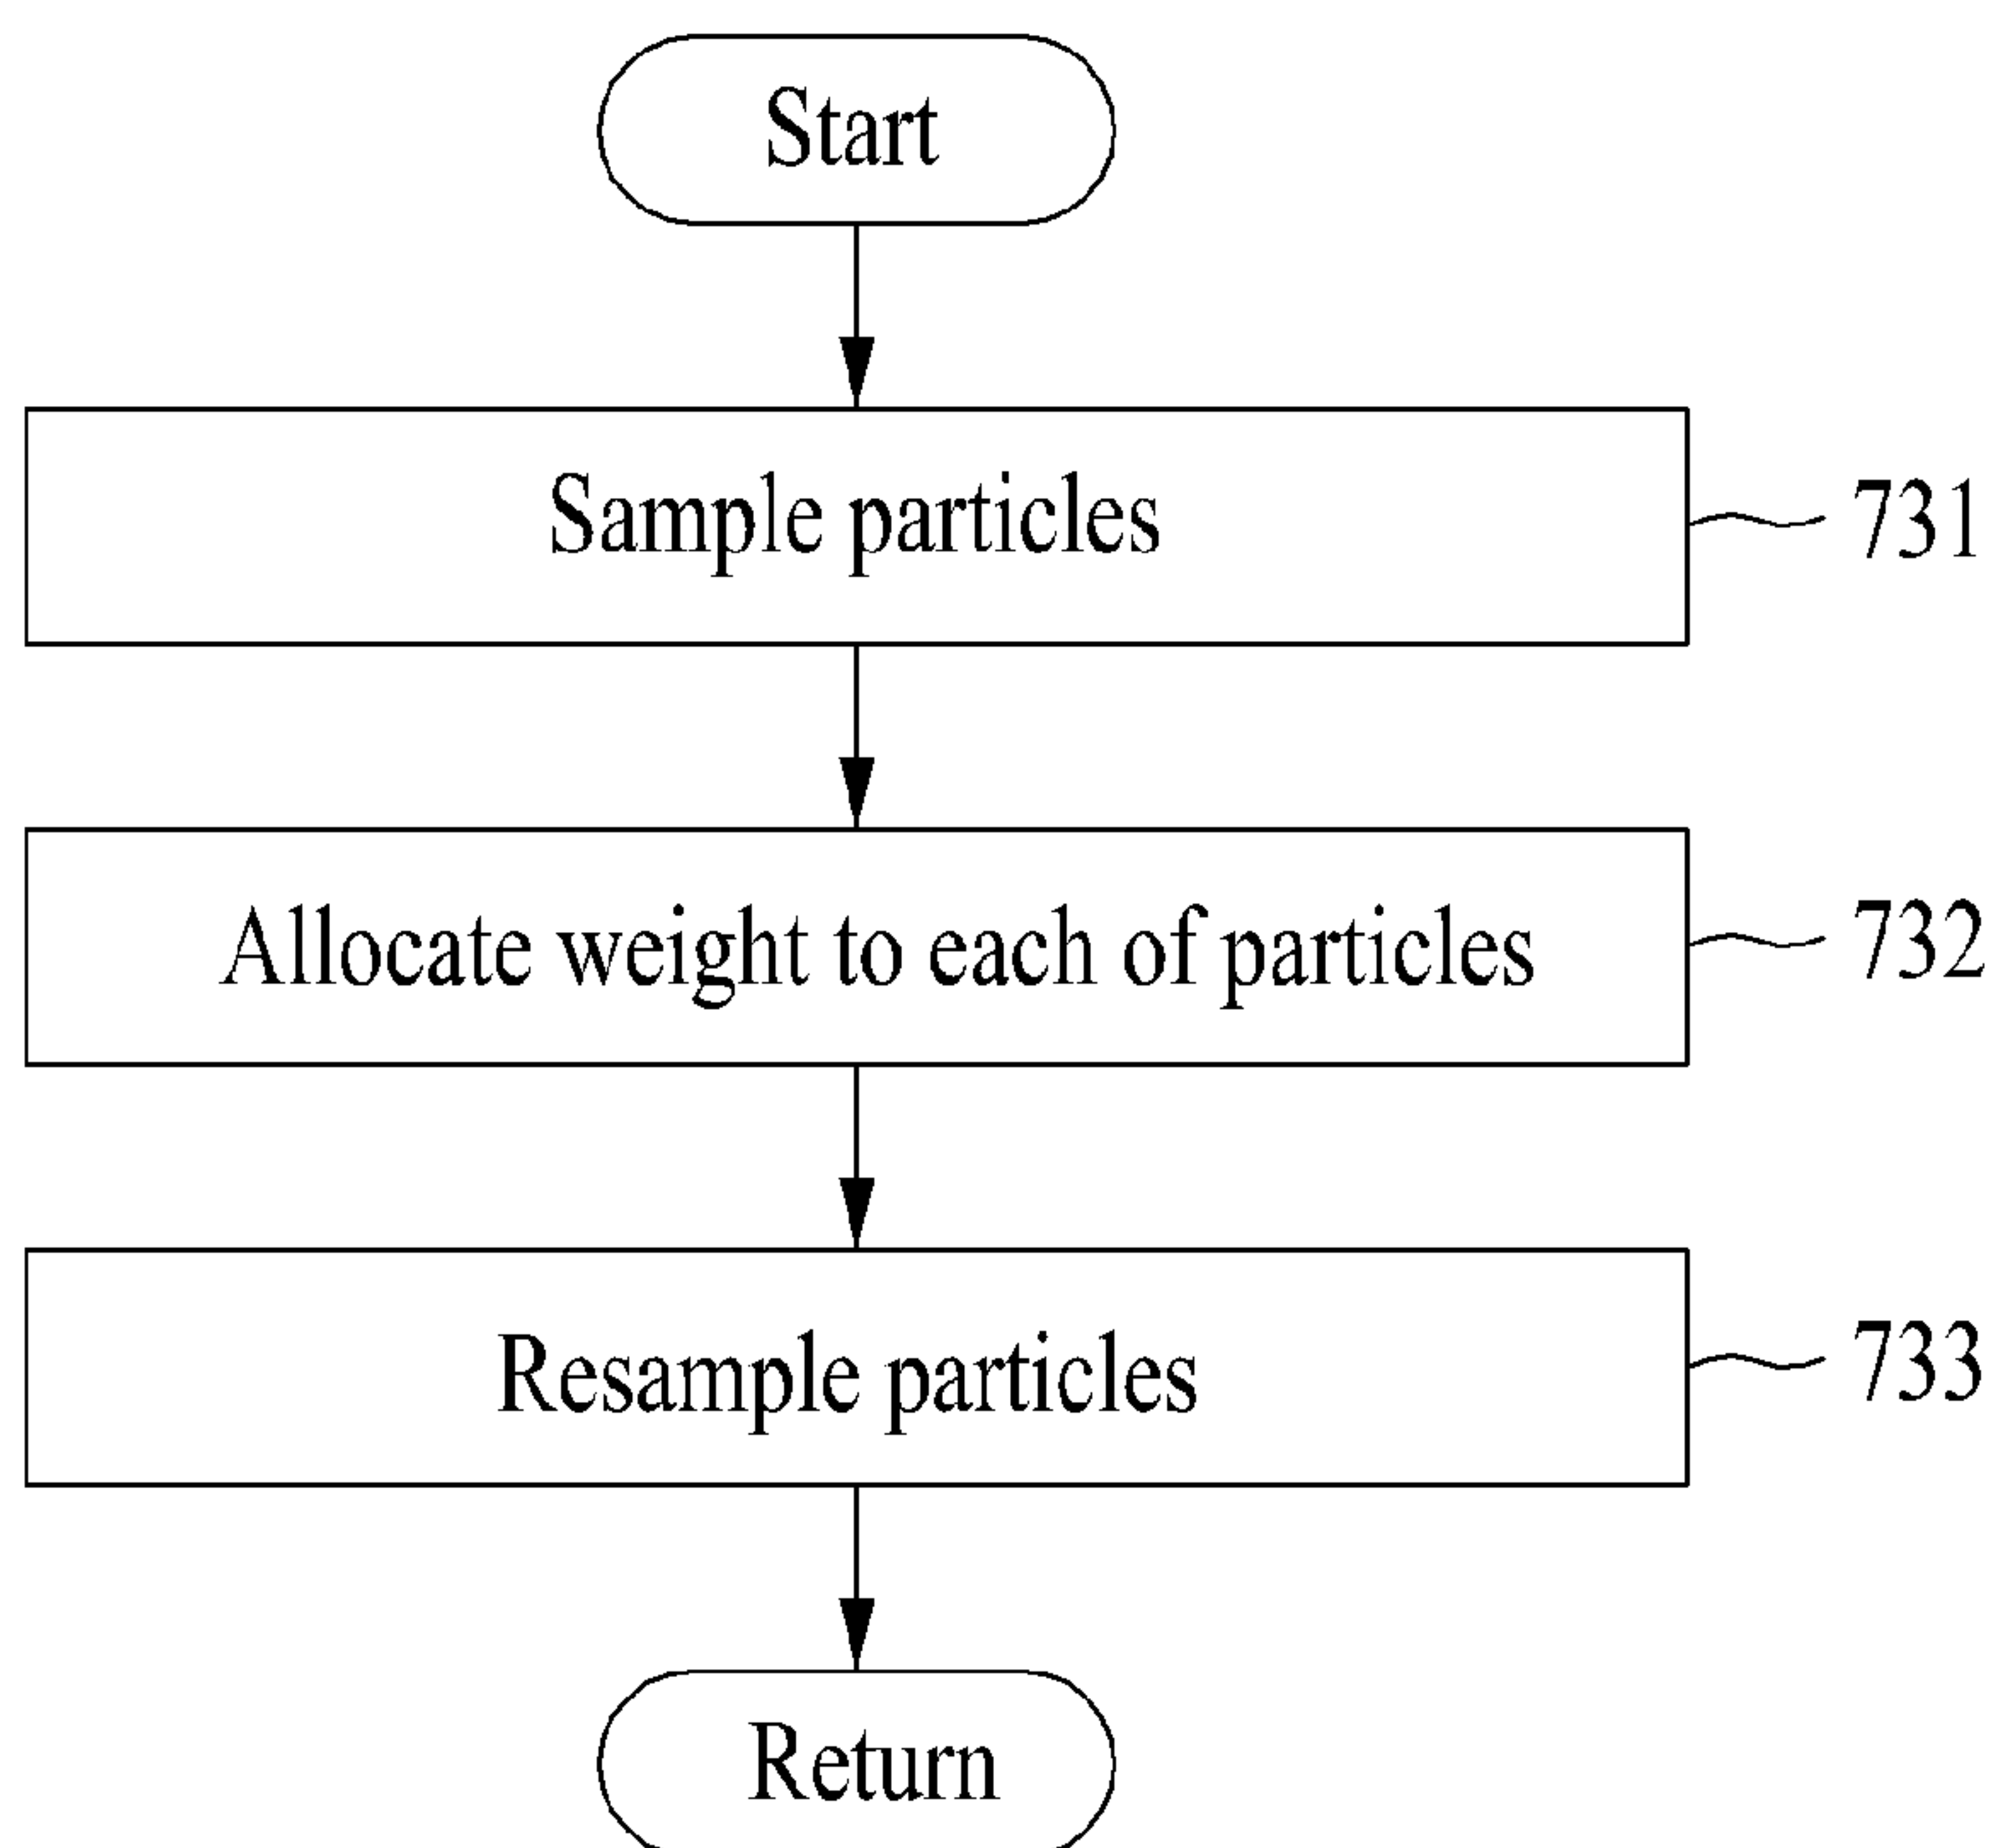 Start
Sample particles
731
Allocate weight to each of particles
732
Resample particles
733
Return